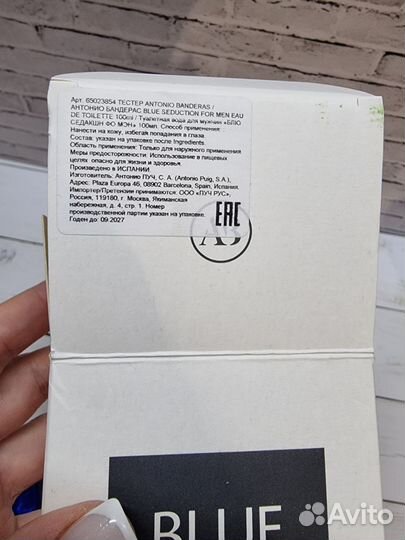 Арт. 65023854 ТЕСТЕР ANTONIO BANDERAS /
АНТОНИО БАНДЕРАС BLUE SEDUCTION FOR MEN EAU
DE TOILETTE 100ml / Туалетная вода для мужчин «БЛЮ
СЕДАКШН ФО МЭН» 100мл. Способ применения:
Нанести на кожу, избегая попадания в глаза.
Состав: указан на упаковке после Ingredients.
Область применения: Только для наружного применения
Меры предосторожности: Использование в пищевых
целях опасно для жизни и здоровья.
Произведено в ИСПАНИИ.
Изготовитель: Антонио ПУЧ, С. А. (Antonio Puig, S.A.),
Адрес: Plaza Europa 46, 08902 Barcelona, Spain, Испания.
Импортер/Претензии принимаются: ООО «ПУЧ РУС»,
Россия, 119180, г. Москва, Якиманская
набережная, д. 4, стр. 1. Номер
производственной партии указан на упаковке.
Годен до: 09.2027
EAC
AB
BLUE
Avito